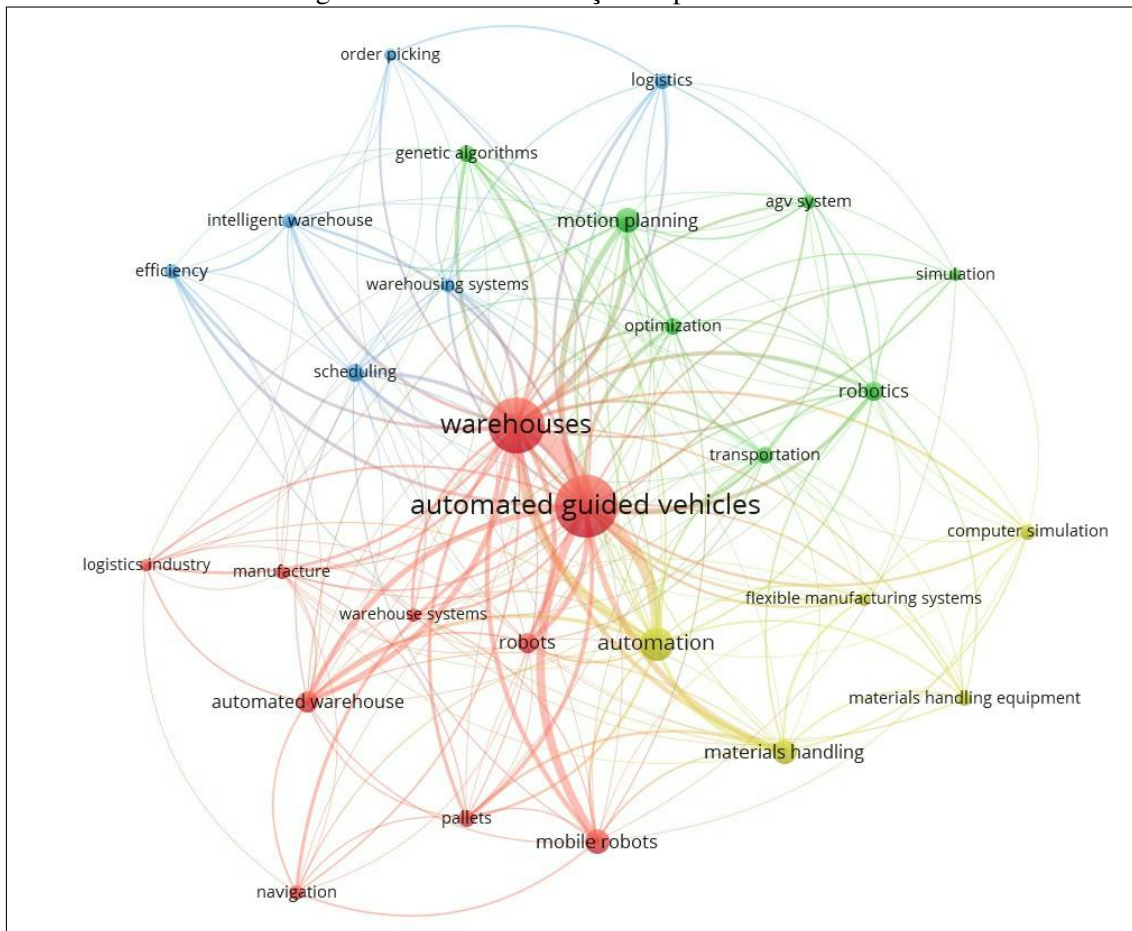 order picking
logistics
genetic algorithms
agv system
intelligent warehouse
motion planning
efficiency
simulation
warehousing systems
optimization
scheduling
robotics
warehouses
transportation
automated guided vehicles
computer simulation
logistics industry
manufacture
flexible manufacturing systems
warehouse systems
robots
automation
automated warehouse
materials handling equipment
materials handling
pallets
mobile robots
navigation